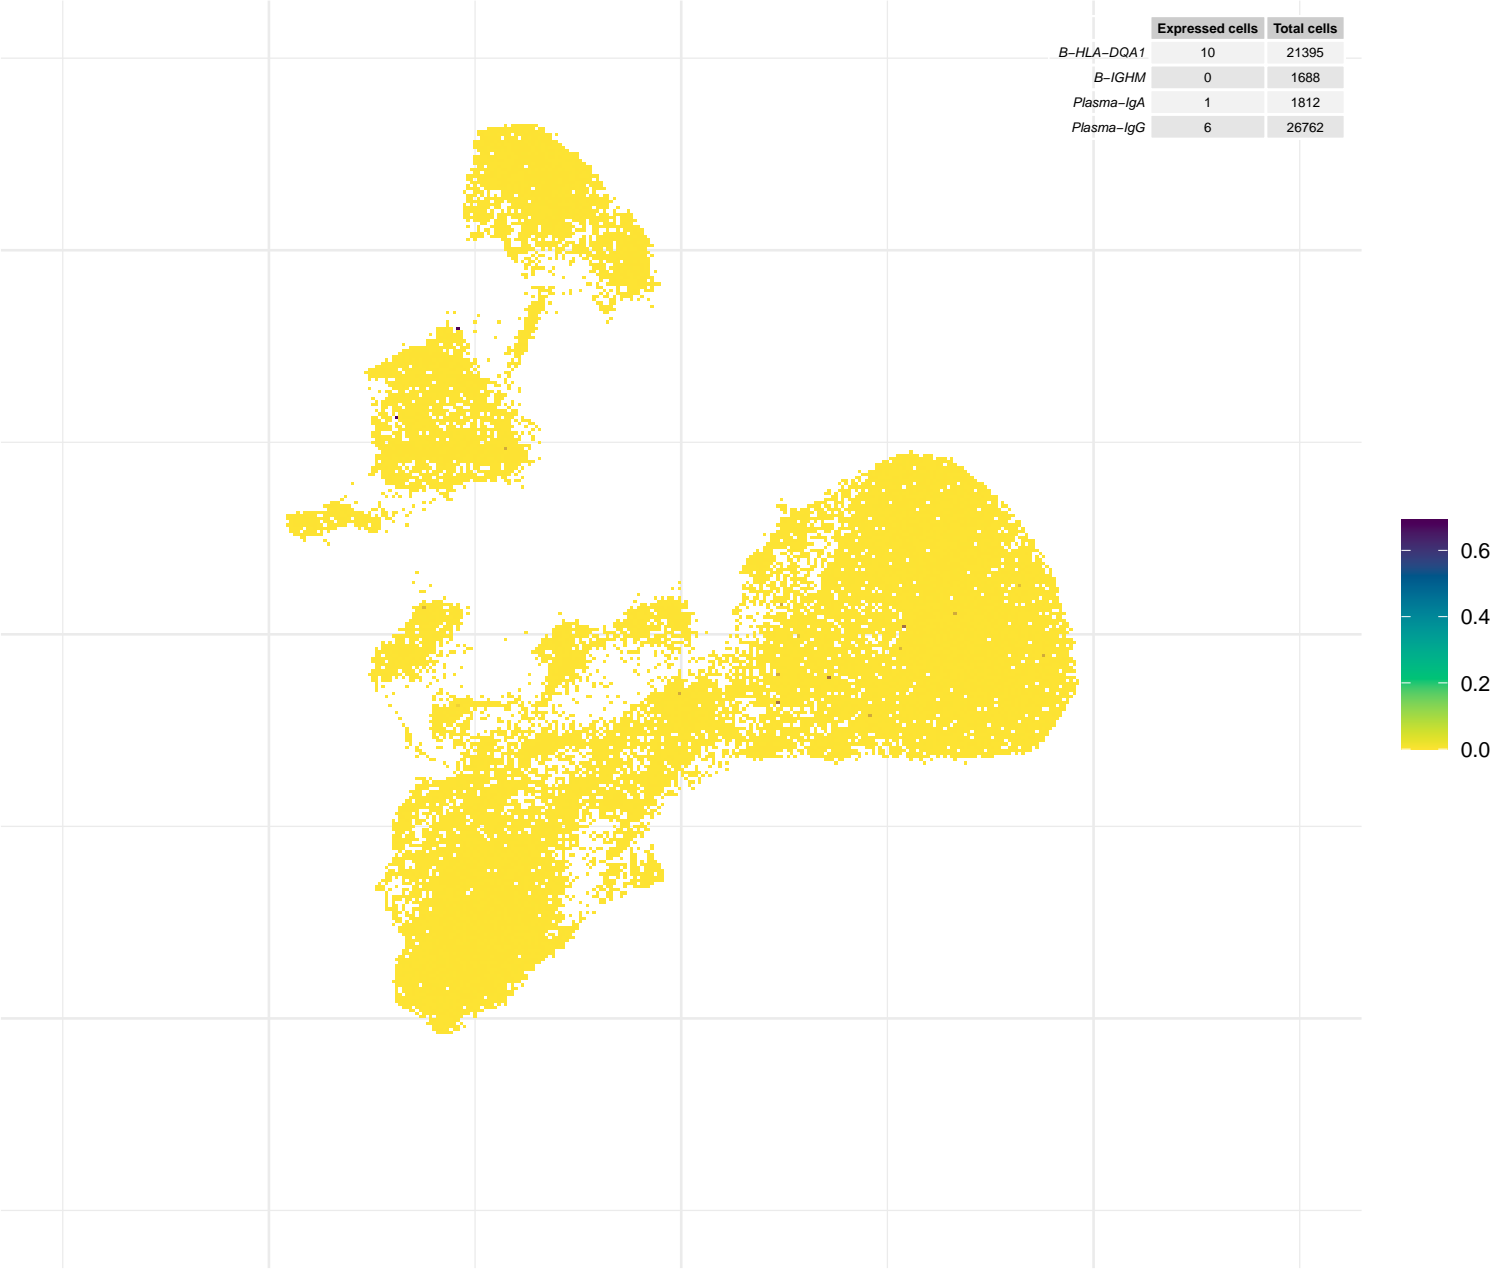 Expressed cells Total cells
B−HLA−DQA1 10 21395
B−IGHM 0 1688
Plasma−IgA 1 1812
Plasma−IgG 6 26762
0.6
0.4
0.2
0.0